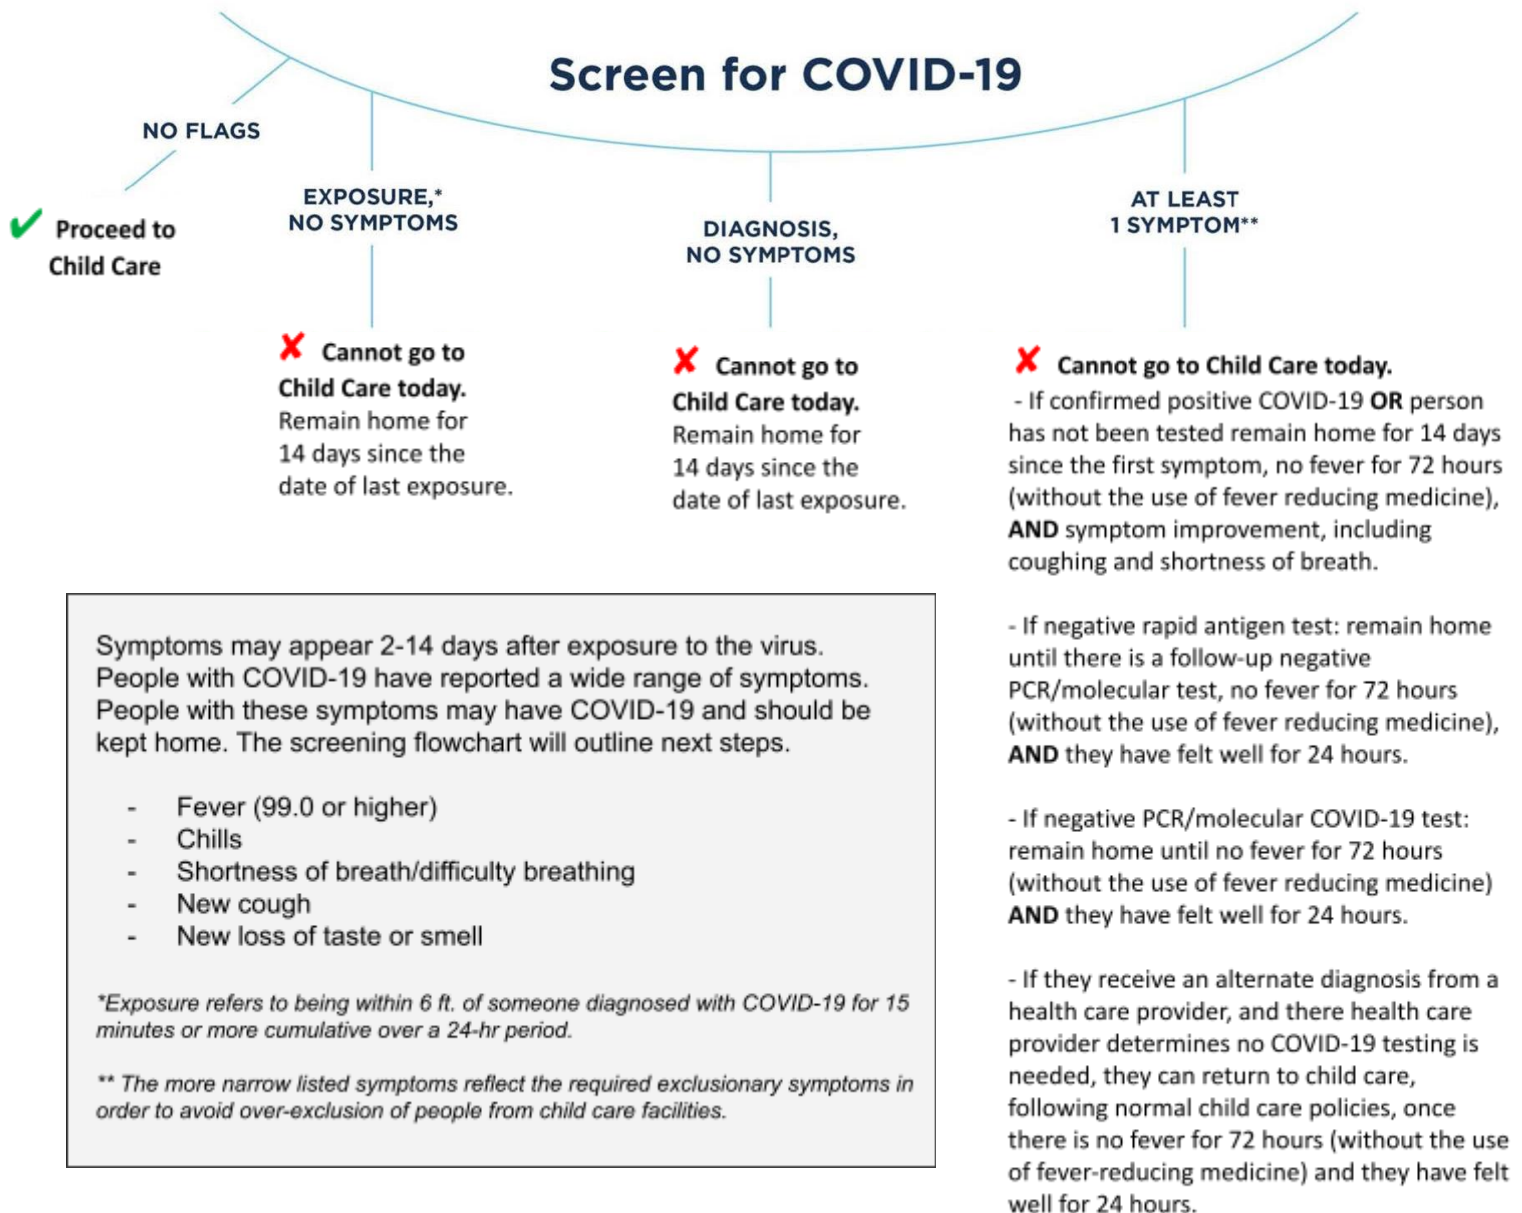 Screen for COVID-19
NO FLAGS
✔ Proceed to
Child Care
EXPOSURE,*
NO SYMPTOMS
✘ Cannot go to
Child Care today.
Remain home for
14 days since the
date of last exposure.
DIAGNOSIS,
NO SYMPTOMS
✘ Cannot go to
Child Care today.
Remain home for
14 days since the
date of last exposure.
AT LEAST
1 SYMPTOM**
✘ Cannot go to Child Care today.
- If confirmed positive COVID-19 OR person
has not been tested remain home for 14 days
since the first symptom, no fever for 72 hours
(without the use of fever reducing medicine),
AND symptom improvement, including
coughing and shortness of breath.
- If negative rapid antigen test: remain home
until there is a follow-up negative
PCR/molecular test, no fever for 72 hours
(without the use of fever reducing medicine),
AND they have felt well for 24 hours.
- If negative PCR/molecular COVID-19 test:
remain home until no fever for 72 hours
(without the use of fever reducing medicine)
AND they have felt well for 24 hours.
- If they receive an alternate diagnosis from a
health care provider, and there health care
provider determines no COVID-19 testing is
needed, they can return to child care,
following normal child care policies, once
there is no fever for 72 hours (without the use
of fever-reducing medicine) and they have felt
well for 24 hours.
Symptoms may appear 2-14 days after exposure to the virus.
People with COVID-19 have reported a wide range of symptoms.
People with these symptoms may have COVID-19 and should be
kept home. The screening flowchart will outline next steps.
- Fever (99.0 or higher)
- Chills
- Shortness of breath/difficulty breathing
- New cough
- New loss of taste or smell
*Exposure refers to being within 6 ft. of someone diagnosed with COVID-19 for 15
minutes or more cumulative over a 24-hr period.
** The more narrow listed symptoms reflect the required exclusionary symptoms in
order to avoid over-exclusion of people from child care facilities.